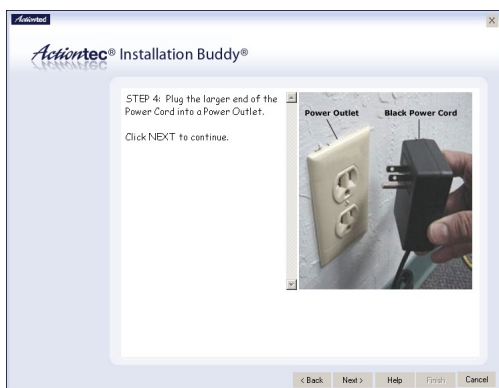 Actiontec
Actiontec® Installation Buddy®
STEP 4: Plug the larger end of the
Power Cord into a Power Outlet.
Click NEXT to continue.
Power Outlet
Black Power Cord
< Back
Next >
Help
Finish
Cancel